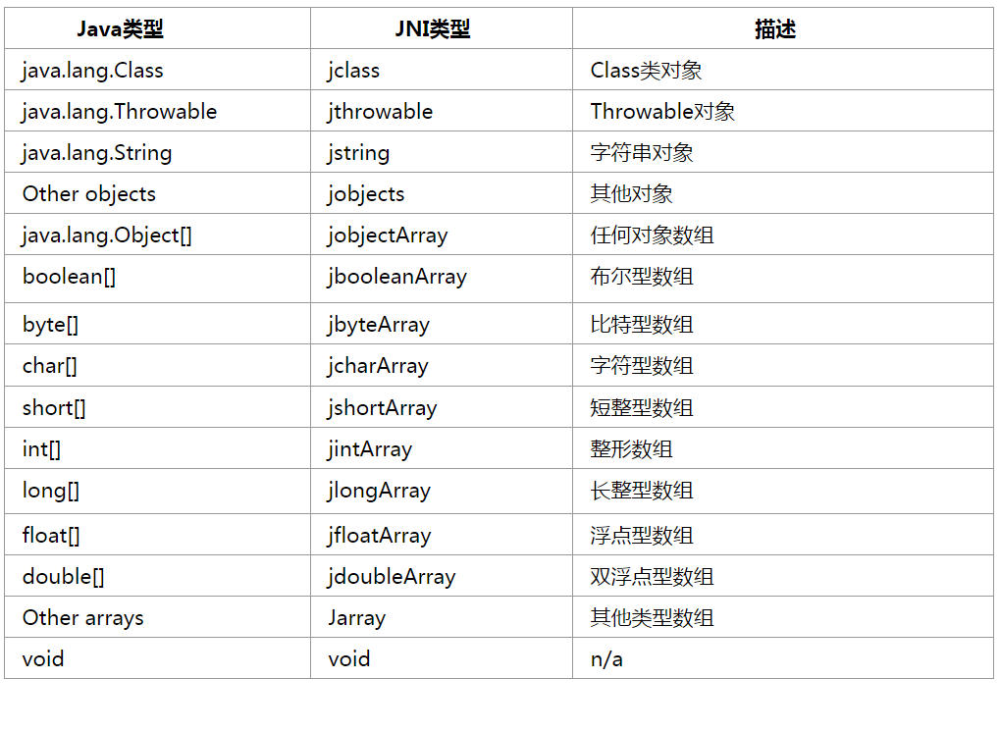 Java类型 JNI类型 描述
java.lang.Class jclass Class类对象
java.lang.Throwable jthrowable Throwable对象
java.lang.String jstring 字符串对象
Other objects jobjects 其他对象
java.lang.Object[] jobjectArray 任何对象数组
boolean[] jbooleanArray 布尔型数组
byte[] jbyteArray 比特型数组
char[] jcharArray 字符型数组
short[] jshortArray 短整型数组
int[] jintArray 整形数组
long[] jlongArray 长整型数组
float[] jfloatArray 浮点型数组
double[] jdoubleArray 双浮点型数组
Other arrays Jarray 其他类型数组
void void n/a